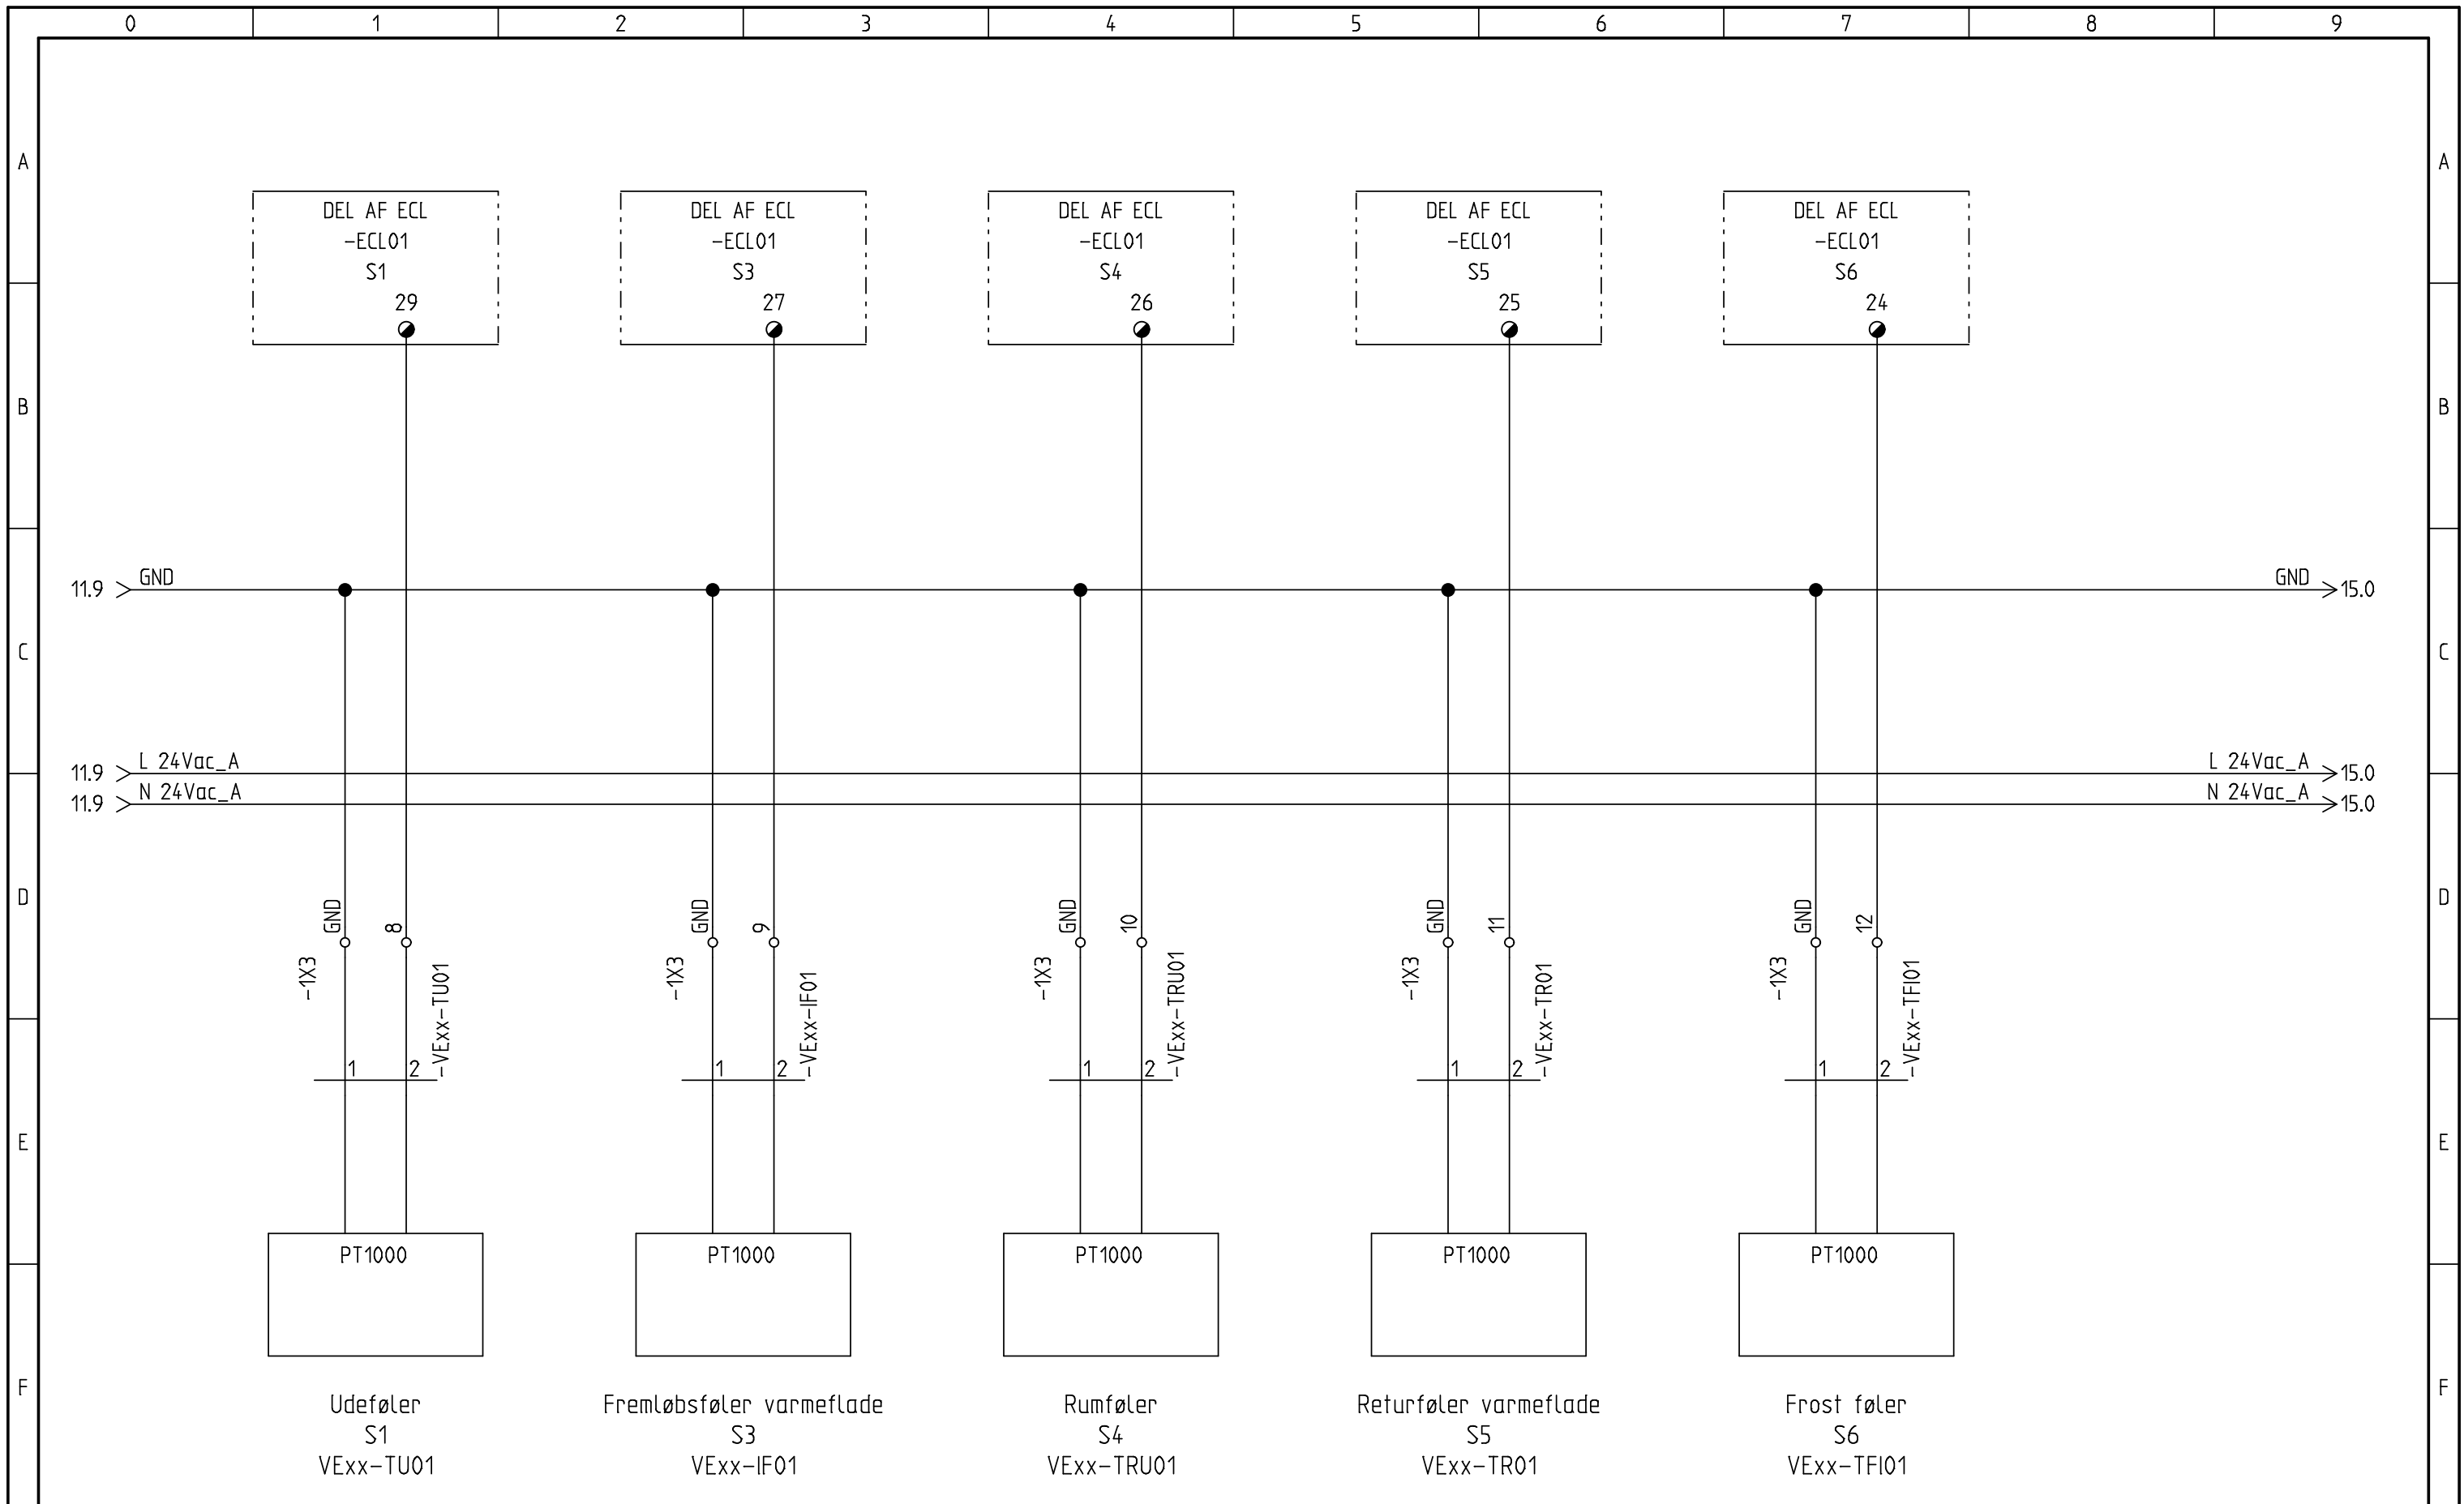 0 1 2 3 4 5 6 7 8 9
A A
DEL AF ECL DEL AF ECL DEL AF ECL DEL AF ECL DEL AF ECL
-ECL01 -ECL01 -ECL01 -ECL01 -ECL01
S1 S3 S4 S5 S6
29 27 26 25 24
B B
GND GND
11.9 15.0
C C
L 24Vac_A L 24Vac_A
11.9 15.0
N 24Vac_A N 24Vac_A
11.9 15.0
D D
GND 8 GND 9 GND 10 GND 11 GND 12
-1X3 -VExx-TU01 -1X3 -VExx-IF01 -1X3 -VExx-TRU01 -1X3 -VExx-TR01 -1X3 -VExx-TFI01
1 2 1 2 1 2 1 2 1 2
E E
PT1000 PT1000 PT1000 PT1000 PT1000
F F
Udeføler Fremløbsføler varmeflade Rumføler Returføler varmeflade Frost føler
S1 S3 S4 S5 S6
VExx-TU01 VExx-IF01 VExx-TRU01 VExx-TR01 VExx-TFI01